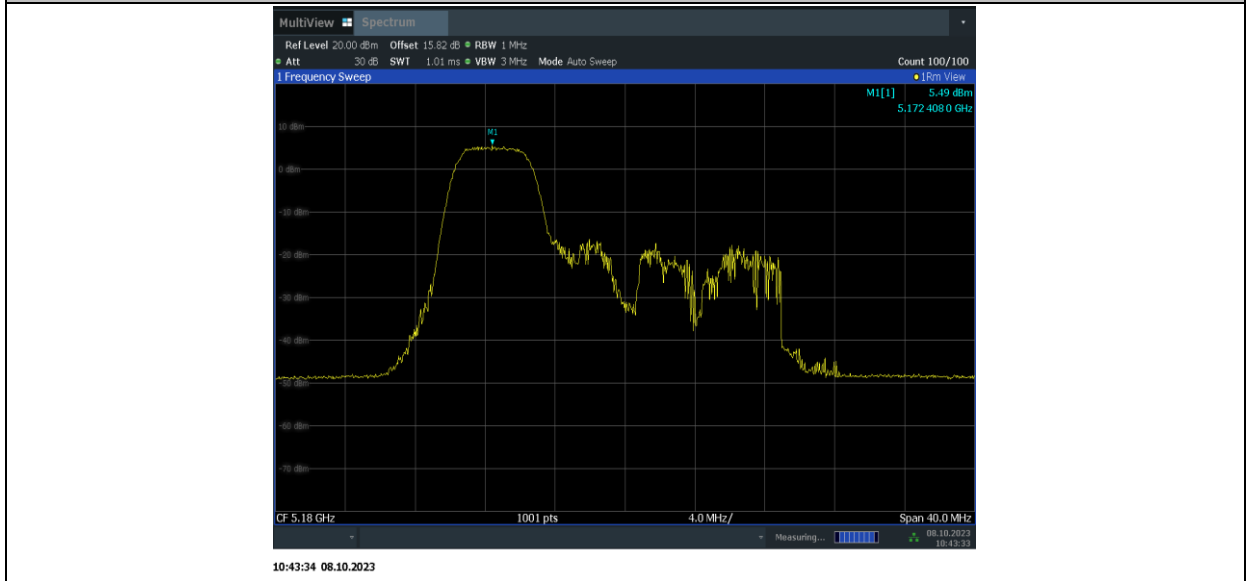 MultiView Spectrum
Ref Level 20.00 dBm Offset 15.82 dB RBW 1 MHz
Att 30 dB SWT 1.01 ms VBW 3 MHz Mode Auto Sweep Count 100/100
1 Frequency Sweep 1Rm View
M1[1] 5.49 dBm
5.172 408 0 GHz
10 dBm
M1
0 dBm
-10 dBm
-20 dBm
-30 dBm
-40 dBm
-50 dBm
-60 dBm
-70 dBm
CF 5.18 GHz 1001 pts 4.0 MHz/ Span 40.0 MHz
Measuring... 08.10.2023
10:43:33
10:43:34 08.10.2023